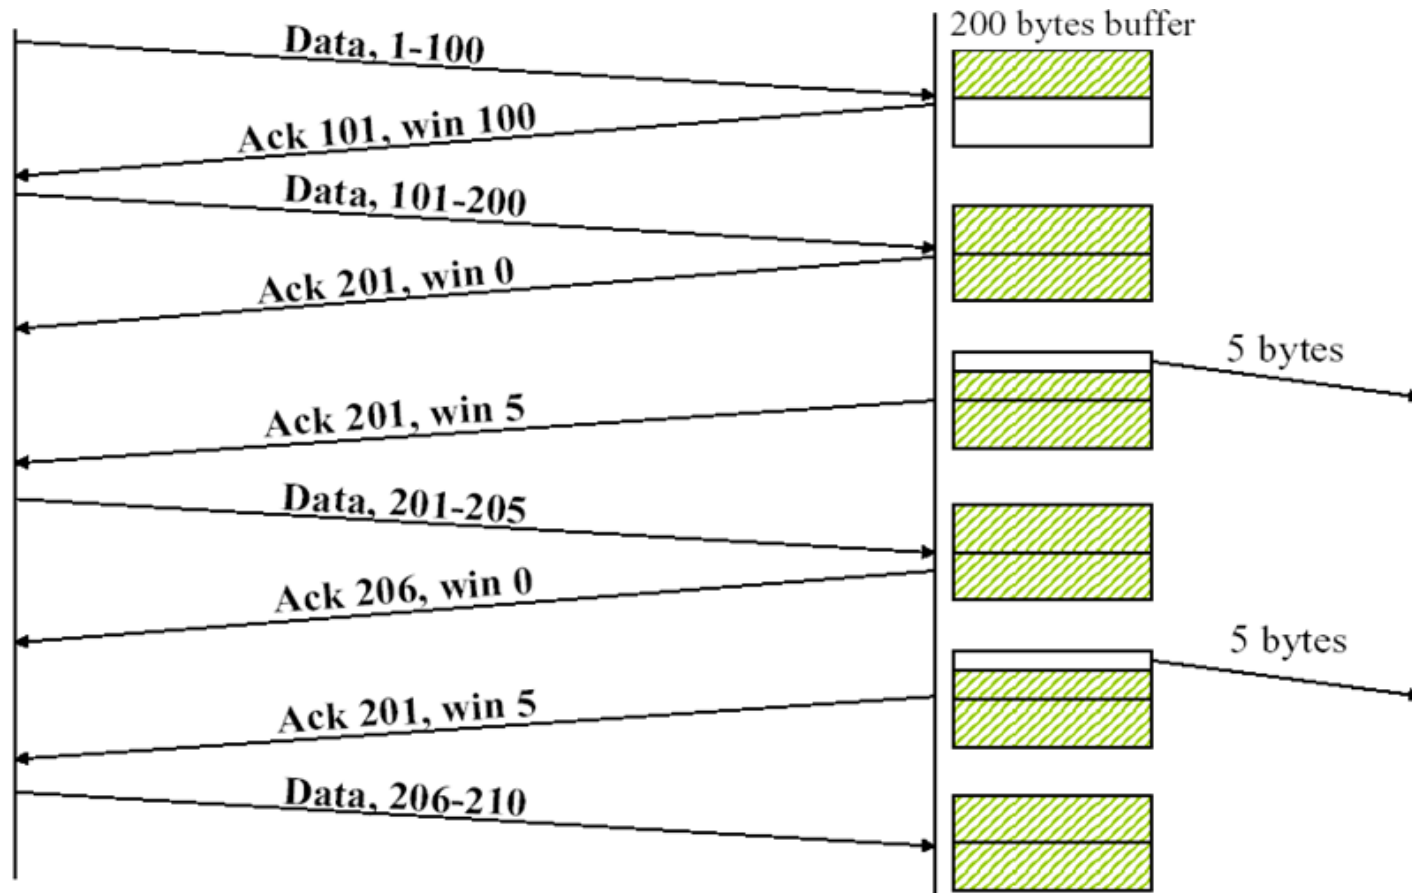 200 bytes buffer
Data, 1-100
Ack 101, win 100
Data, 101-200
Ack 201, win 0
5 bytes
Ack 201, win 5
Data, 201-205
Ack 206, win 0
5 bytes
Ack 201, win 5
Data, 206-210